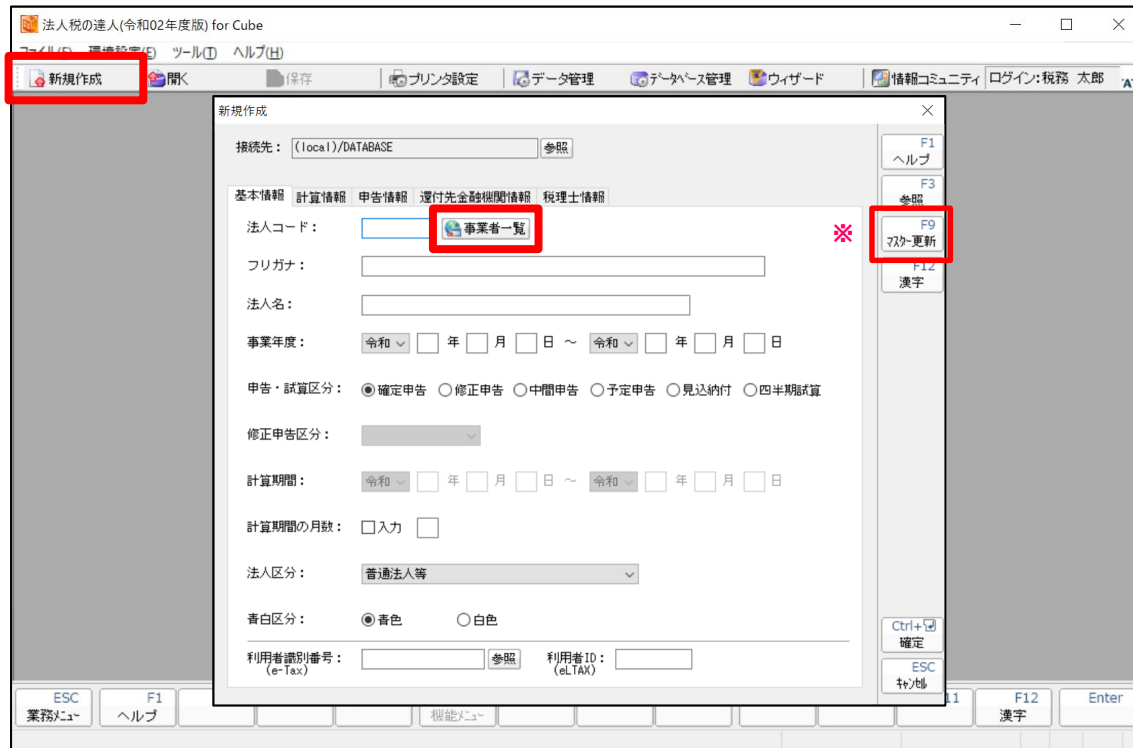 法人税の達人(令和02年度版) for Cube
ファイル(F) 環境設定(E) ツール(T) ヘルプ(H)
新規作成 開く 保存 プリンタ設定 データ管理 データベース管理 ウィザード 情報コミュニティ ログイン:税務 太郎
新規作成
接続先： (local)/DATABASE 参照
F1
ヘルプ
F3
参照
F9
マスター更新
F12
漢字
基本情報 計算情報 申告情報 還付先金融機関情報 税理士情報
法人コード： 事業者一覧 ※
フリガナ：
法人名：
事業年度： 令和 年 月 日 ～ 令和 年 月 日
申告・試算区分： 確定申告 修正申告 中間申告 予定申告 見込納付 四半期試算
修正申告区分：
計算期間： 令和 年 月 日 ～ 令和 年 月 日
計算期間の月数： 入力
法人区分： 普通法人等
青白区分： 青色 白色
利用者識別番号： 参照 利用者ID：
(e-Tax) (eLTAX)
Ctrl+
確定
ESC
キャンセル
ESC F1 11 F12 Enter
業務メニュー ヘルプ 機能メニュー 漢字